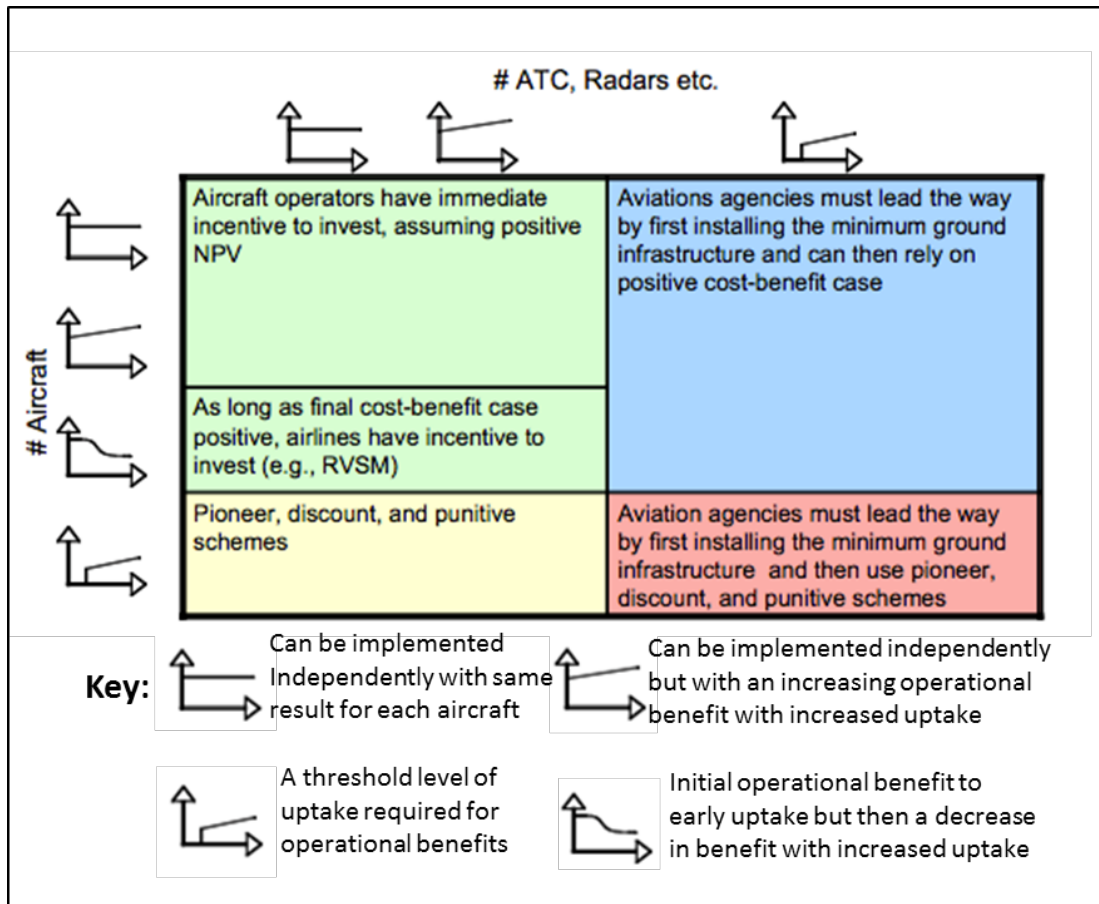 # ATC, Radars etc.
# Aircraft
Aircraft operators have immediate
incentive to invest, assuming positive
NPV
Aviations agencies must lead the way
by first installing the minimum ground
infrastructure and can then rely on
positive cost-benefit case
As long as final cost-benefit case
positive, airlines have incentive to
invest (e.g., RVSM)
Pioneer, discount, and punitive
schemes
Aviation agencies must lead the way
by first installing the minimum ground
infrastructure and then use pioneer,
discount, and punitive schemes
Key:
Can be implemented
Independently with same
result for each aircraft
Can be implemented independently
but with an increasing operational
benefit with increased uptake
A threshold level of
uptake required for
operational benefits
Initial operational benefit to
early uptake but then a decrease
in benefit with increased uptake